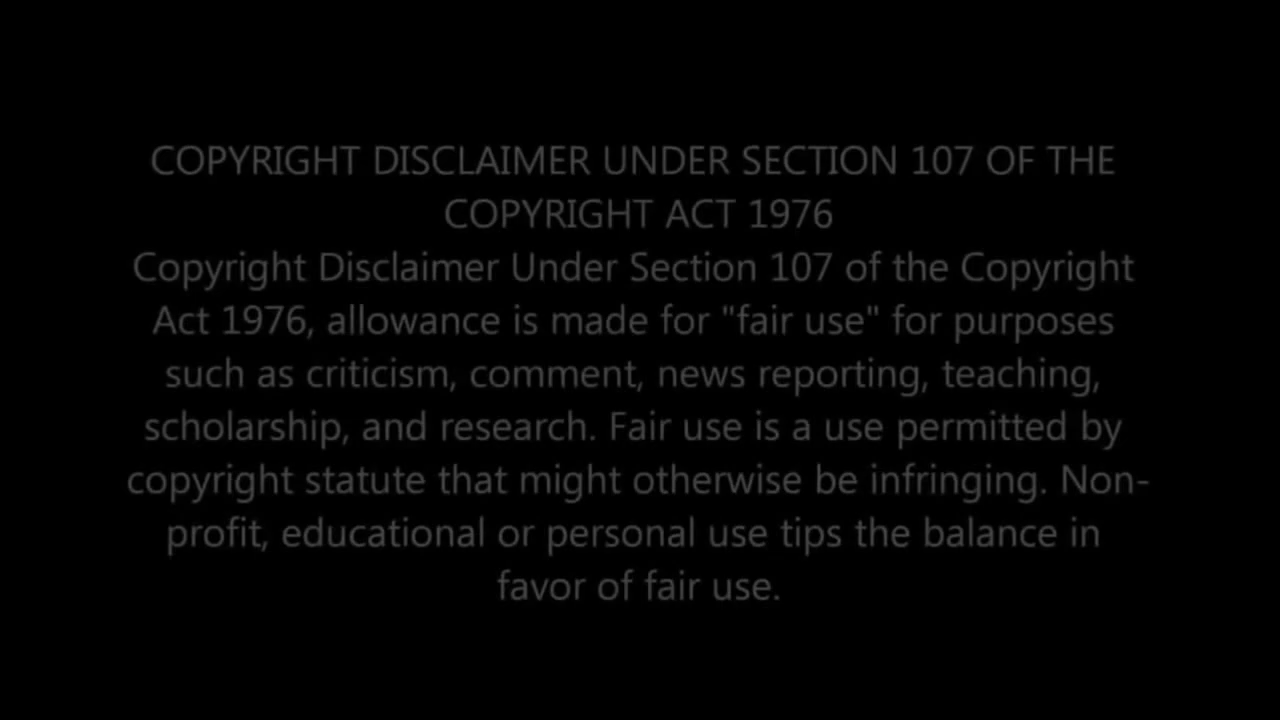 COPYRIGHT DISCLAIMER UNDER SECTION 107 OF THE
COPYRIGHT ACT 1976
Copyright Disclaimer Under Section 107 of the Copyright
Act 1976, allowance is made for "fair use" for purposes
such as criticism, comment, news reporting, teaching,
scholarship, and research. Fair use is a use permitted by
copyright statute that might otherwise be infringing. Non-
profit, educational or personal use tips the balance in
favor of fair use.